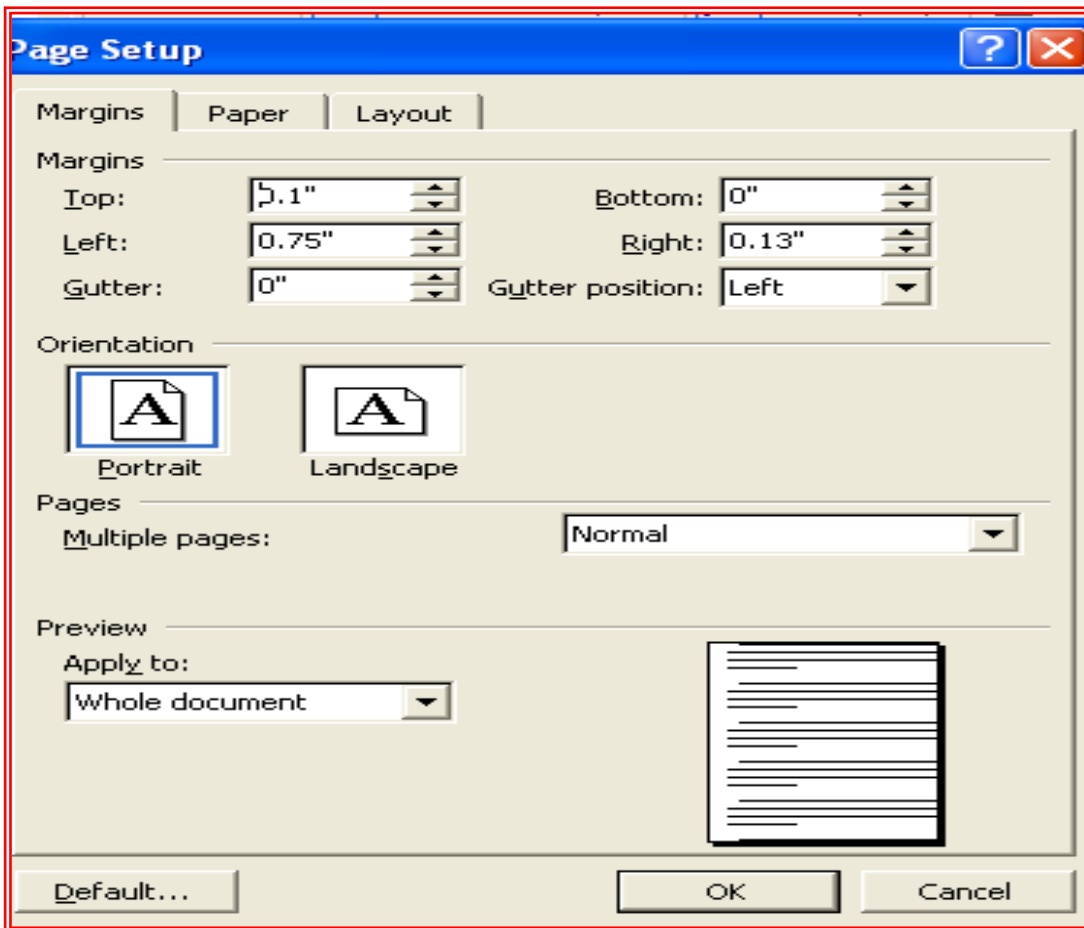 Page Setup
Margins Paper Layout
Margins
Top: .1" Bottom: 0"
Left: 0.75" Right: 0.13"
Gutter: 0" Gutter position: Left
Orientation
A A
Portrait Landscape
Pages
Multiple pages: Normal
Preview
Apply to:
Whole document
Default... OK Cancel